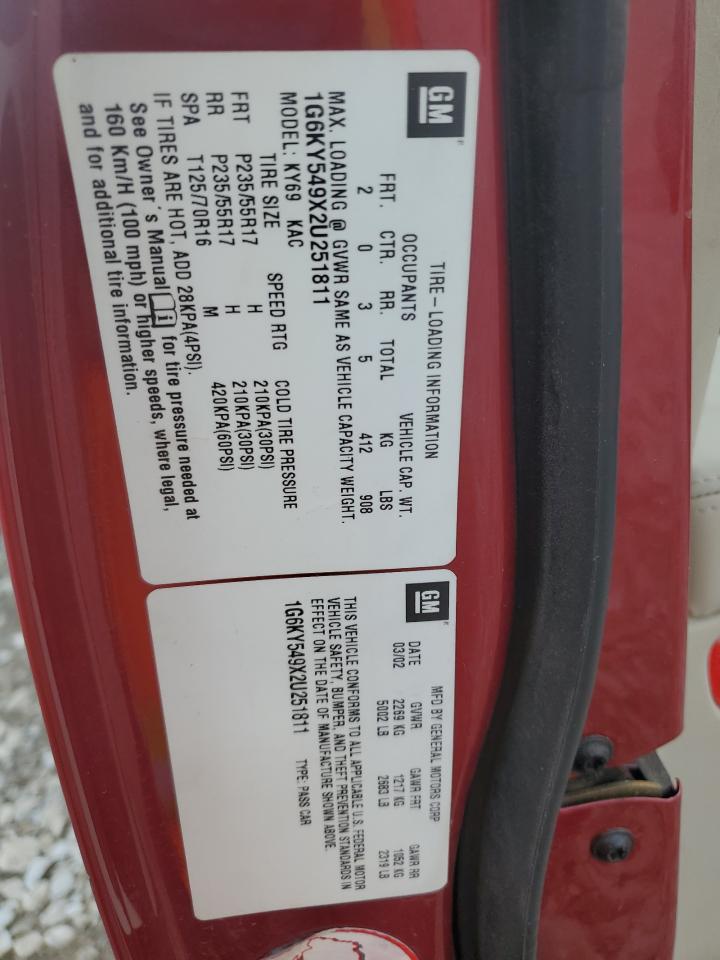 GM
TIRE-LOADING INFORMATION
OCCUPANTS VEHICLE CAP. WT.
FRT. CTR. RR. TOTAL KG LBS
2 0 3 5 412 908
MAX. LOADING @ GVWR SAME AS VEHICLE CAPACITY WEIGHT.
1G6KY549X2U251811
MODEL: KY69 KAC
TIRE SIZE SPEED RTG COLD TIRE PRESSURE
FRT P235/55R17 H 210KPA(30PSI)
RR P235/55R17 H 210KPA(30PSI)
SPA T125/70R16 M 420KPA(60PSI)
IF TIRES ARE HOT, ADD 28KPA(4PSI).
See Owner's Manual for tire pressure needed at
160 Km/H (100 mph) or higher speeds, where legal,
and for additional tire information.
GM
MFD BY GENERAL MOTORS CORP
DATE GVWR GAWR FRT GAWR RR
03/02 2269 KG 1217 KG 1052 KG
5002 LB 2683 LB 2319 LB
THIS VEHICLE CONFORMS TO ALL APPLICABLE U.S. FEDERAL MOTOR
VEHICLE SAFETY, BUMPER, AND THEFT PREVENTION STANDARDS IN
EFFECT ON THE DATE OF MANUFACTURE SHOWN ABOVE.
1G6KY549X2U251811 TYPE: PASS CAR